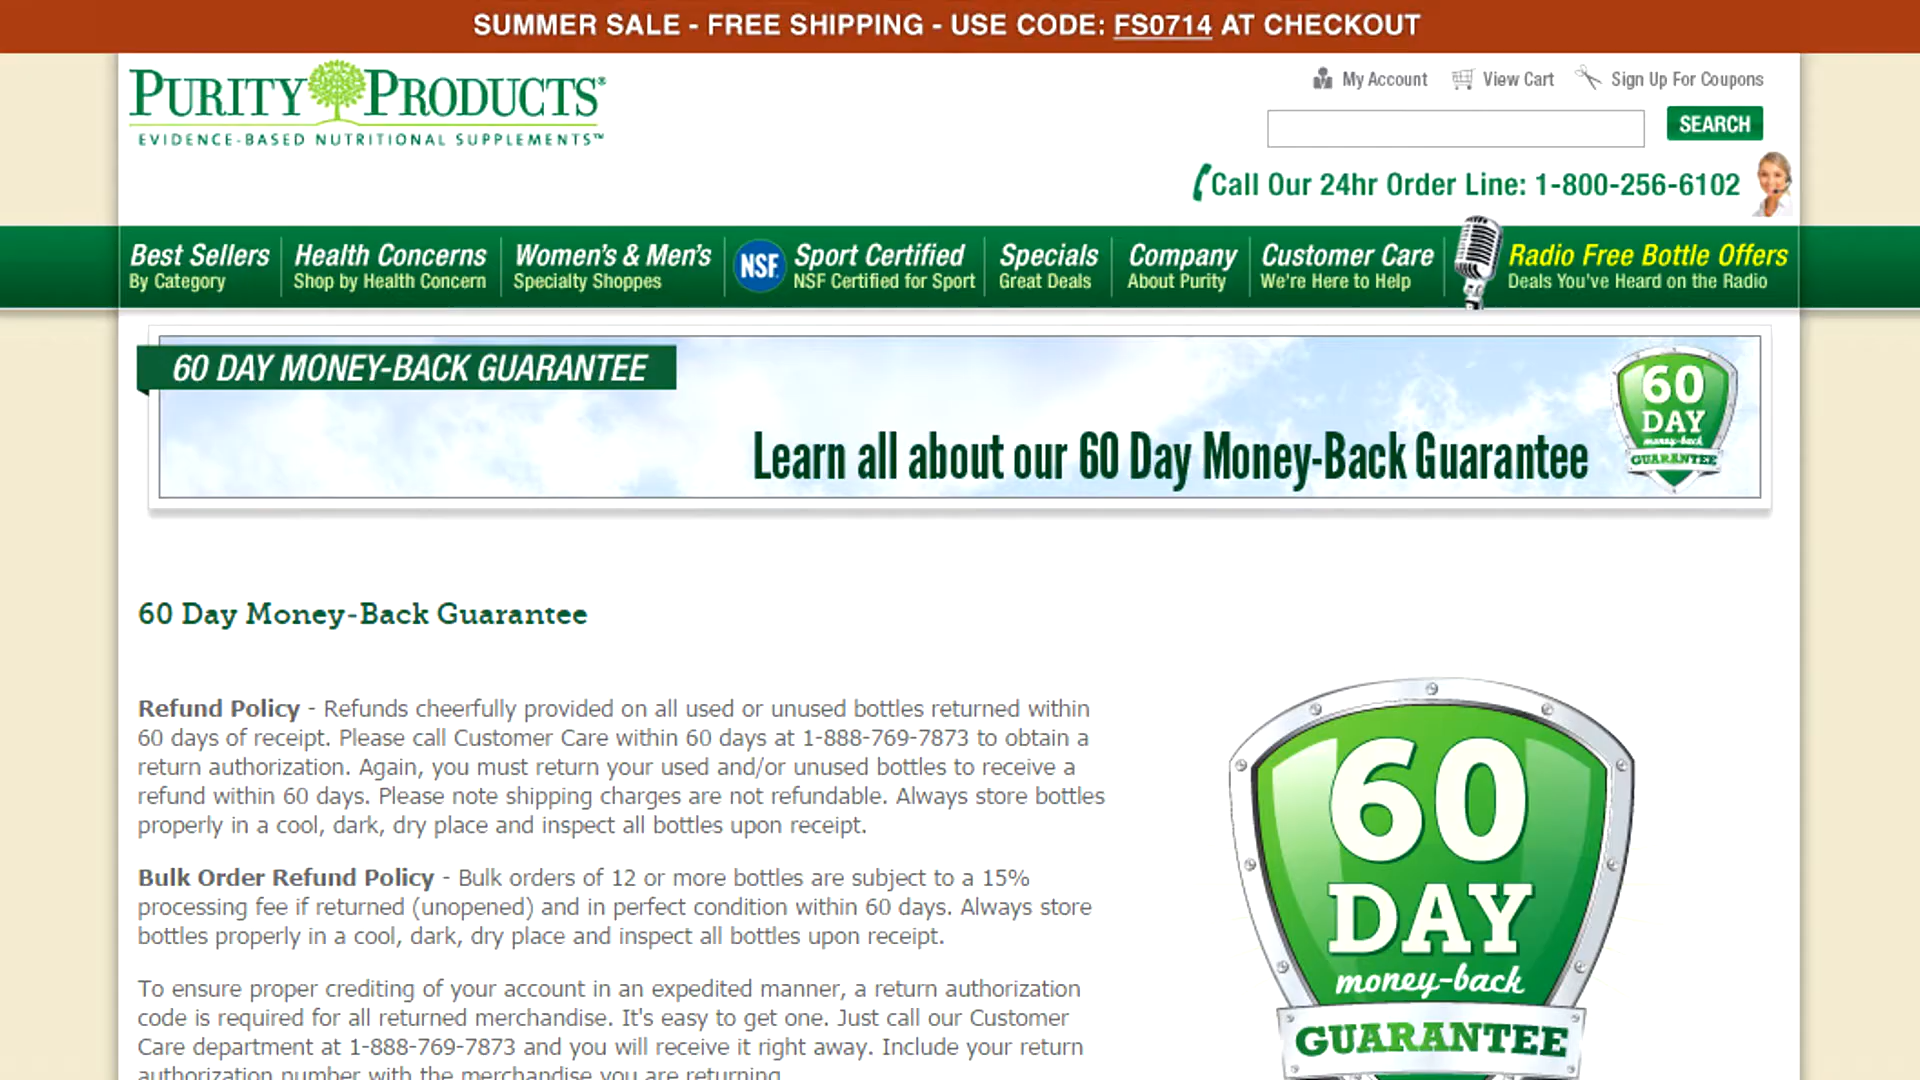 SUMMER SALE - FREE SHIPPING - USE CODE: FS0714 AT CHECKOUT
PURITY PRODUCTS®
EVIDENCE-BASED NUTRITIONAL SUPPLEMENTS™
My Account View Cart Sign Up For Coupons
SEARCH
Call Our 24hr Order Line: 1-800-256-6102
Best Sellers Health Concerns Women's & Men's NSF Sport Certified Specials Company Customer Care Radio Free Bottle Offers
By Category Shop by Health Concern Specialty Shoppes NSF Certified for Sport Great Deals About Purity We're Here to Help Deals You've Heard on the Radio
60 DAY MONEY-BACK GUARANTEE
Learn all about our 60 Day Money-Back Guarantee
60
DAY
money-back
GUARANTEE
60 Day Money-Back Guarantee
Refund Policy - Refunds cheerfully provided on all used or unused bottles returned within
60 days of receipt. Please call Customer Care within 60 days at 1-888-769-7873 to obtain a
return authorization. Again, you must return your used and/or unused bottles to receive a
refund within 60 days. Please note shipping charges are not refundable. Always store bottles
properly in a cool, dark, dry place and inspect all bottles upon receipt.
Bulk Order Refund Policy - Bulk orders of 12 or more bottles are subject to a 15%
processing fee if returned (unopened) and in perfect condition within 60 days. Always store
bottles properly in a cool, dark, dry place and inspect all bottles upon receipt.
To ensure proper crediting of your account in an expedited manner, a return authorization
code is required for all returned merchandise. It's easy to get one. Just call our Customer
Care department at 1-888-769-7873 and you will receive it right away. Include your return
authorization number with the merchandise you are returning.
60
DAY
money-back
GUARANTEE